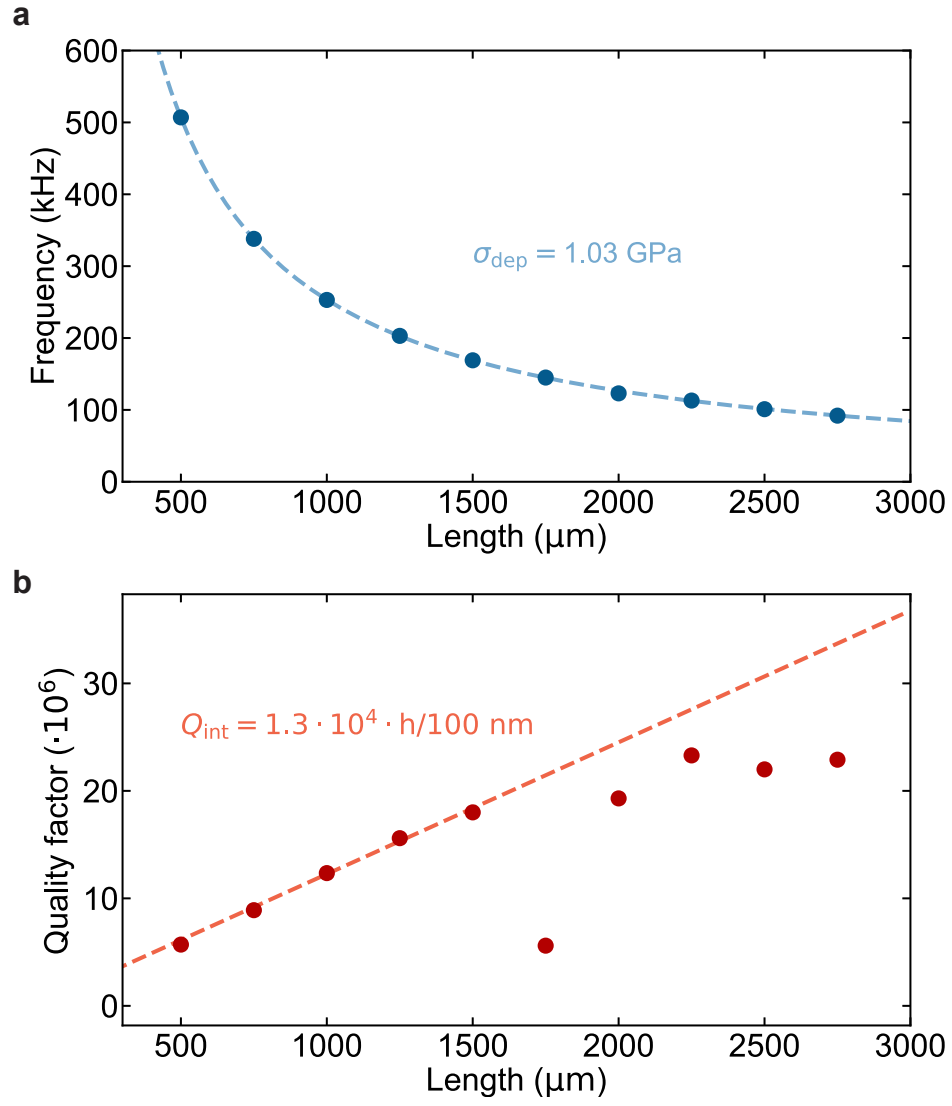 a
600
500
400
300
200
100
0
Frequency (kHz)
σdep = 1.03 GPa
500 1000 1500 2000 2500 3000
Length (μm)
b
30
20
10
0
Quality factor (·10⁶)
Qint = 1.3 · 10⁴ · h/100 nm
500 1000 1500 2000 2500 3000
Length (μm)